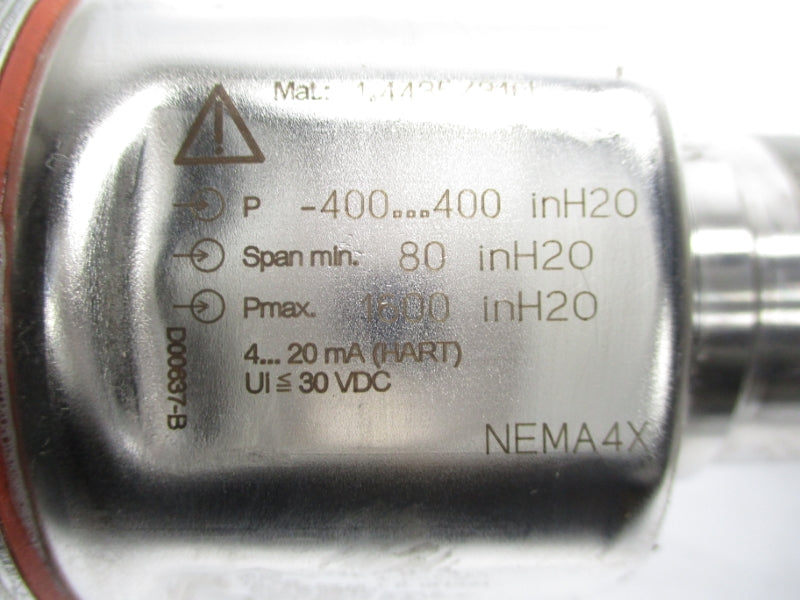 Mat.:
P -400...400 inH2O
Span min. 80 inH2O
Pmax. 1600 inH2O
4... 20 mA (HART)
Ui ≤ 30 VDC
NEMA4X
D00637-B